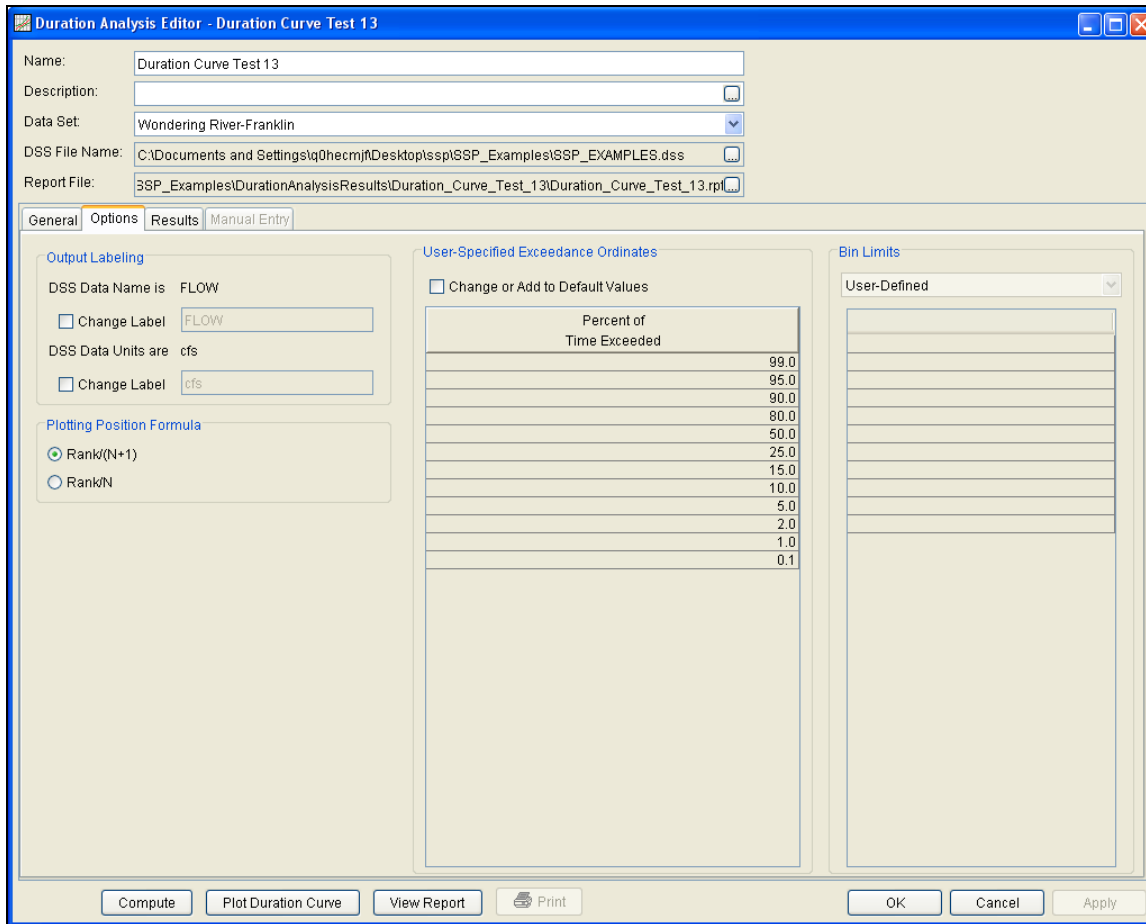 Duration Analysis Editor - Duration Curve Test 13
Name: Duration Curve Test 13
Description: ...
Data Set: Wondering River-Franklin
DSS File Name: C:\Documents and Settings\q0hecmjf\Desktop\ssp\SSP_Examples\SSP_EXAMPLES.dss ...
Report File: SSP_Examples\DurationAnalysisResults\Duration_Curve_Test_13\Duration_Curve_Test_13.rpt ...
General Options Results Manual Entry
Output Labeling
DSS Data Name is FLOW
Change Label FLOW
DSS Data Units are cfs
Change Label cfs
Plotting Position Formula
Rank/(N+1)
Rank/N
User-Specified Exceedance Ordinates
Change or Add to Default Values
Percent of
Time Exceeded
99.0
95.0
90.0
80.0
50.0
25.0
15.0
10.0
5.0
2.0
1.0
0.1
Bin Limits
User-Defined
Compute Plot Duration Curve View Report Print OK Cancel Apply